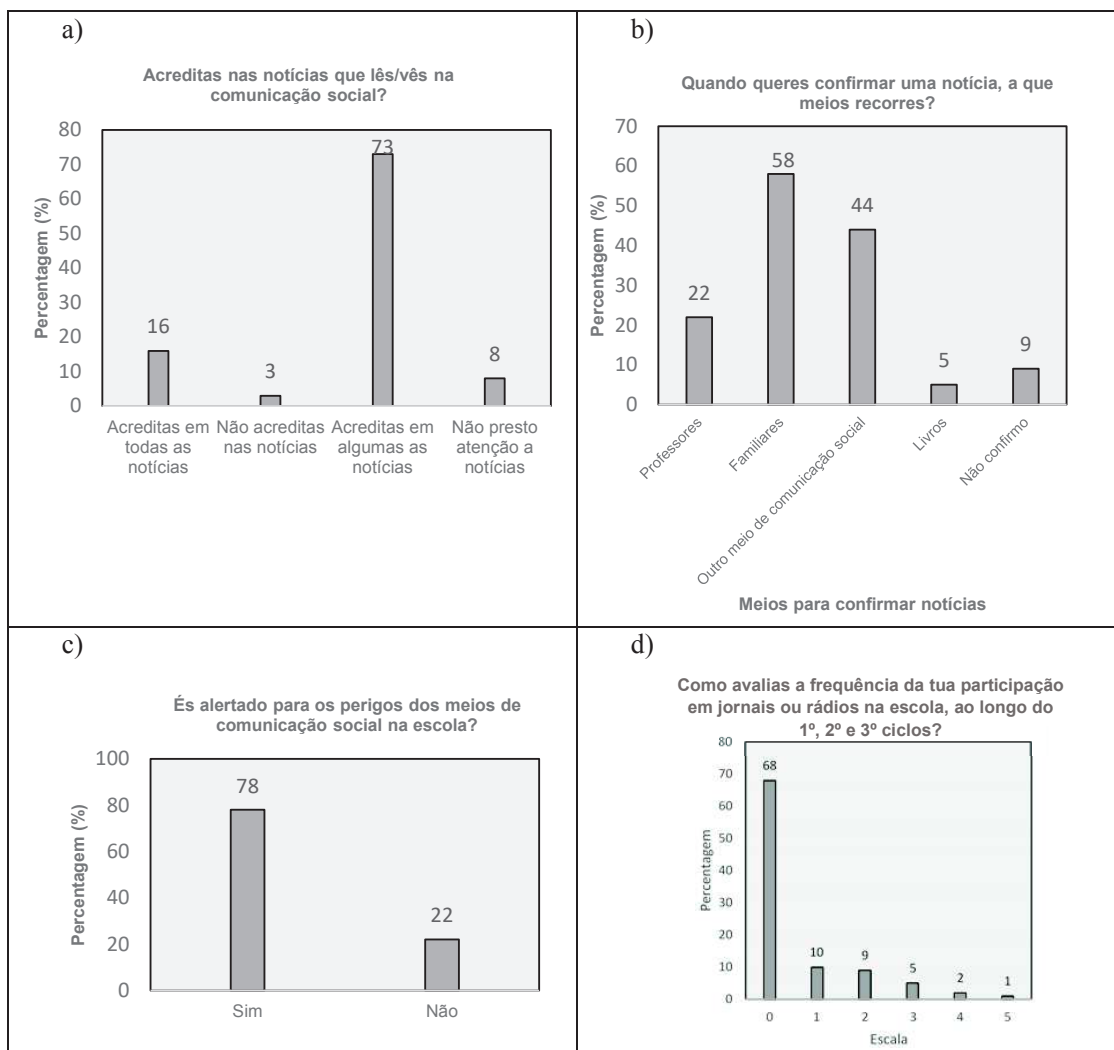 a)
Acreditas nas notícias que lês/vês na
comunicação social?
Percentagem (%)
80
70
60
50
40
30
20
10
0
16
3
73
8
Acreditas em
todas as
notícias
Não acreditas
nas notícias
Acreditas em
algumas as
notícias
Não presto
atenção a
notícias
b)
Quando queres confirmar uma notícia, a que
meios recorres?
Percentagem (%)
70
60
50
40
30
20
10
0
22
58
44
5
9
Professores
Familiares
Outro meio de comunicação social
Livros
Não confirmo
Meios para confirmar notícias
c)
És alertado para os perigos dos meios de
comunicação social na escola?
Percentagem (%)
100
80
60
40
20
0
78
22
Sim
Não
d)
Como avalias a frequência da tua participação
em jornais ou rádios na escola, ao longo do
1º, 2º e 3º ciclos?
Percentagem
80
70
60
50
40
30
20
10
0
68
10
9
5
2
1
0
1
2
3
4
5
Escala